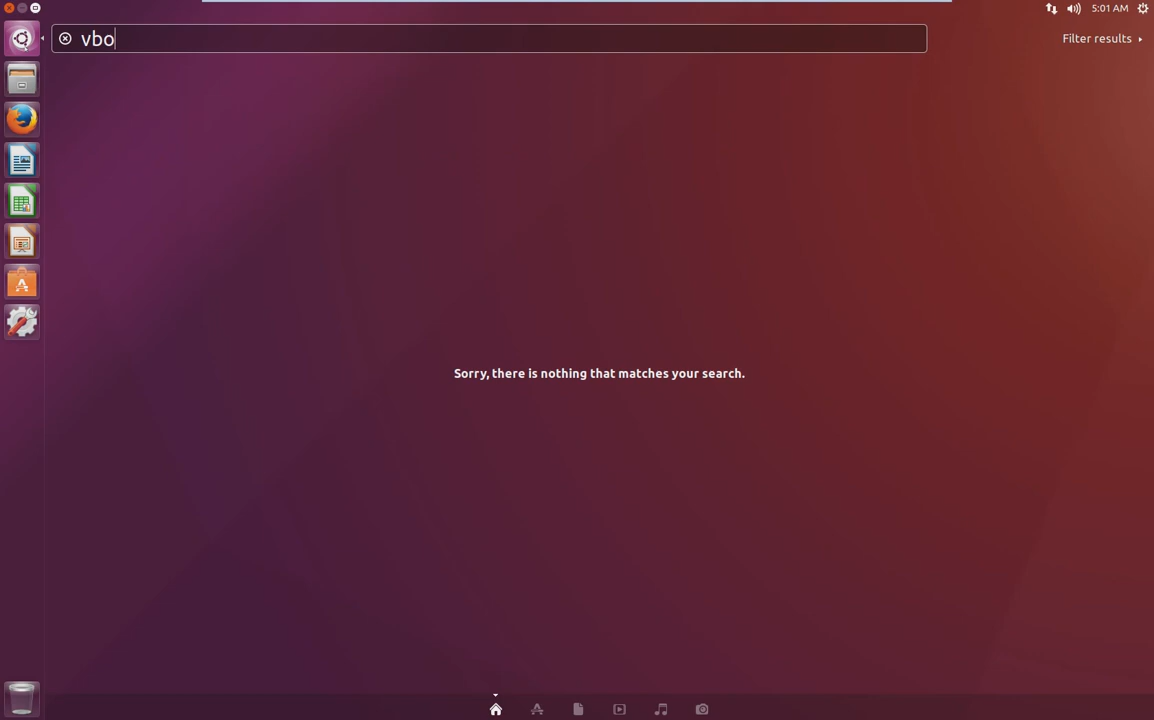 5:01 AM
vbo
Filter results
Sorry, there is nothing that matches your search.